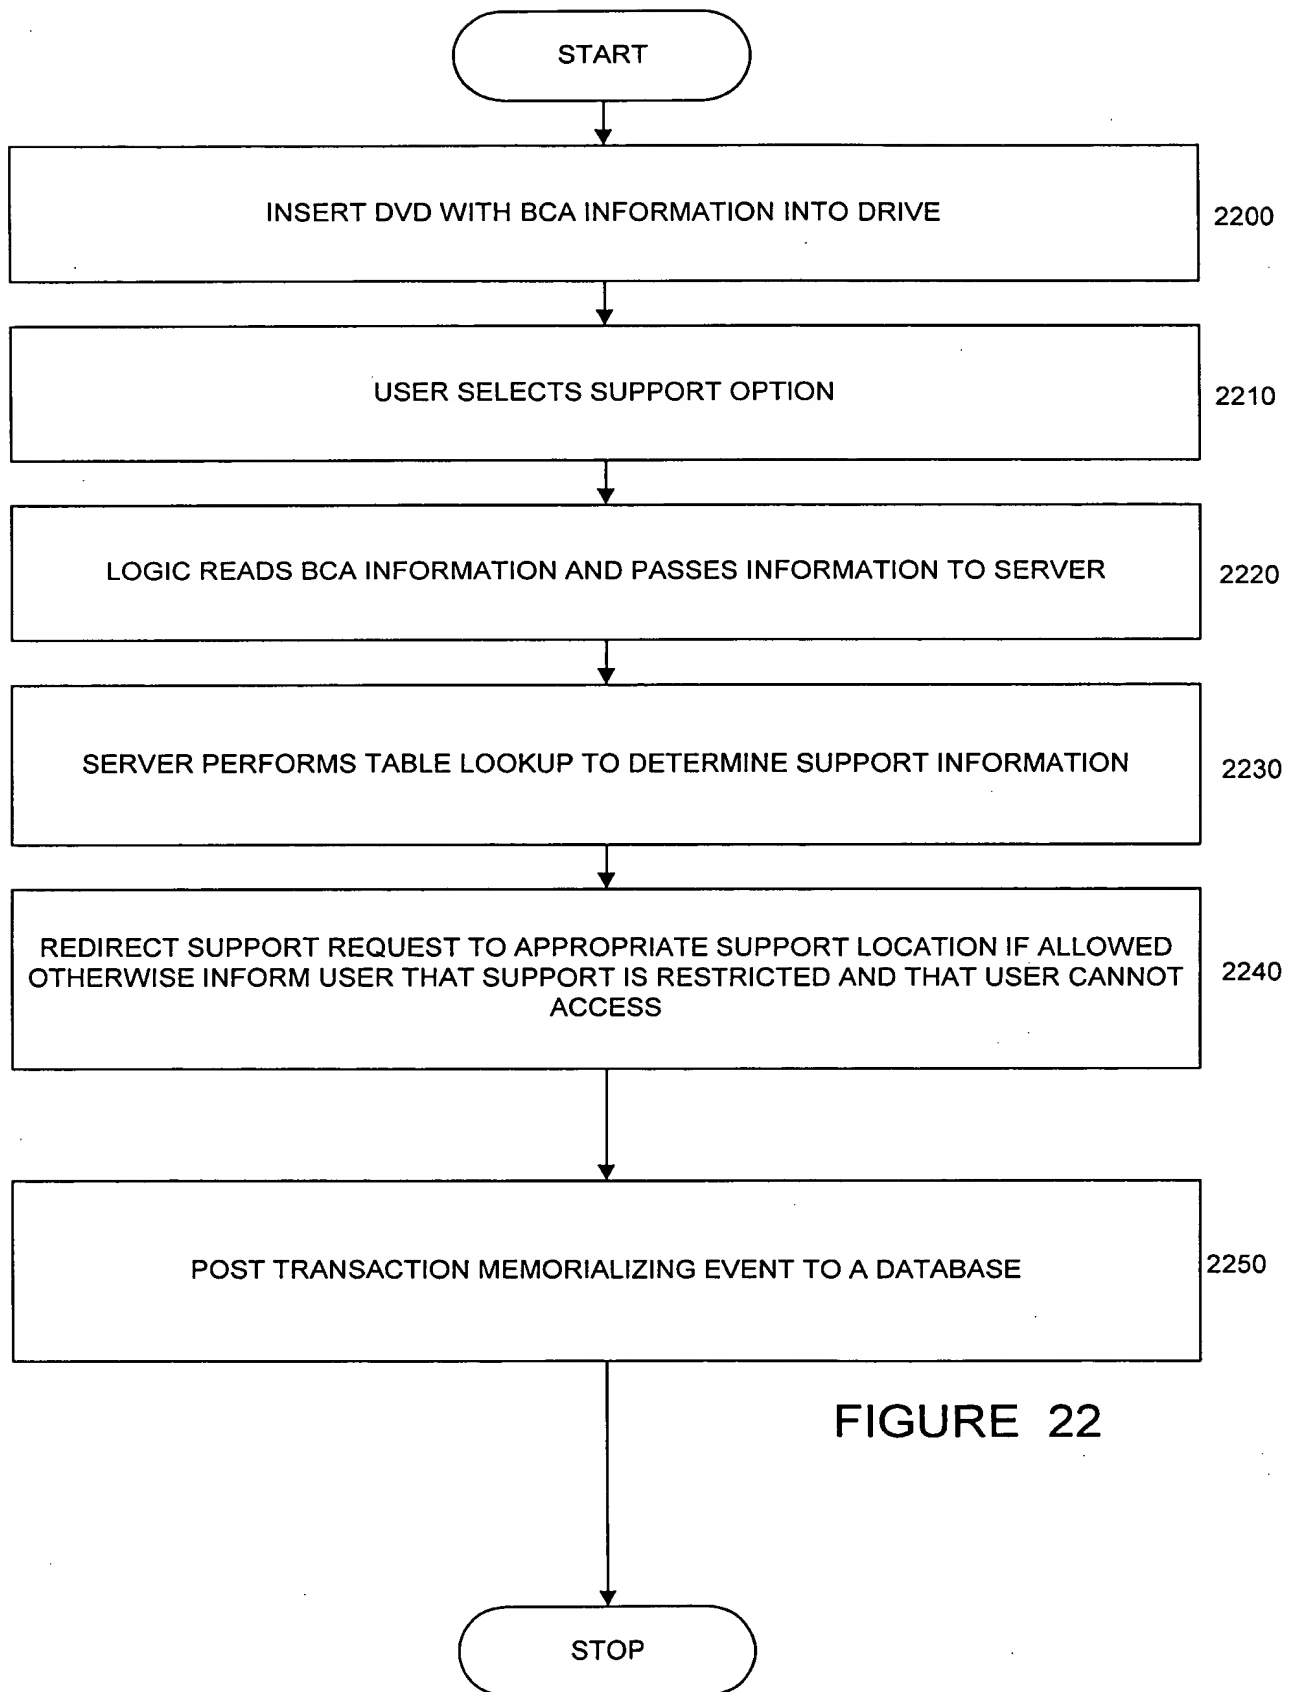 START
INSERT DVD WITH BCA INFORMATION INTO DRIVE
2200
USER SELECTS SUPPORT OPTION
2210
LOGIC READS BCA INFORMATION AND PASSES INFORMATION TO SERVER
2220
SERVER PERFORMS TABLE LOOKUP TO DETERMINE SUPPORT INFORMATION
2230
REDIRECT SUPPORT REQUEST TO APPROPRIATE SUPPORT LOCATION IF ALLOWED
OTHERWISE INFORM USER THAT SUPPORT IS RESTRICTED AND THAT USER CANNOT
ACCESS
2240
POST TRANSACTION MEMORIALIZING EVENT TO A DATABASE
2250
FIGURE 22
STOP